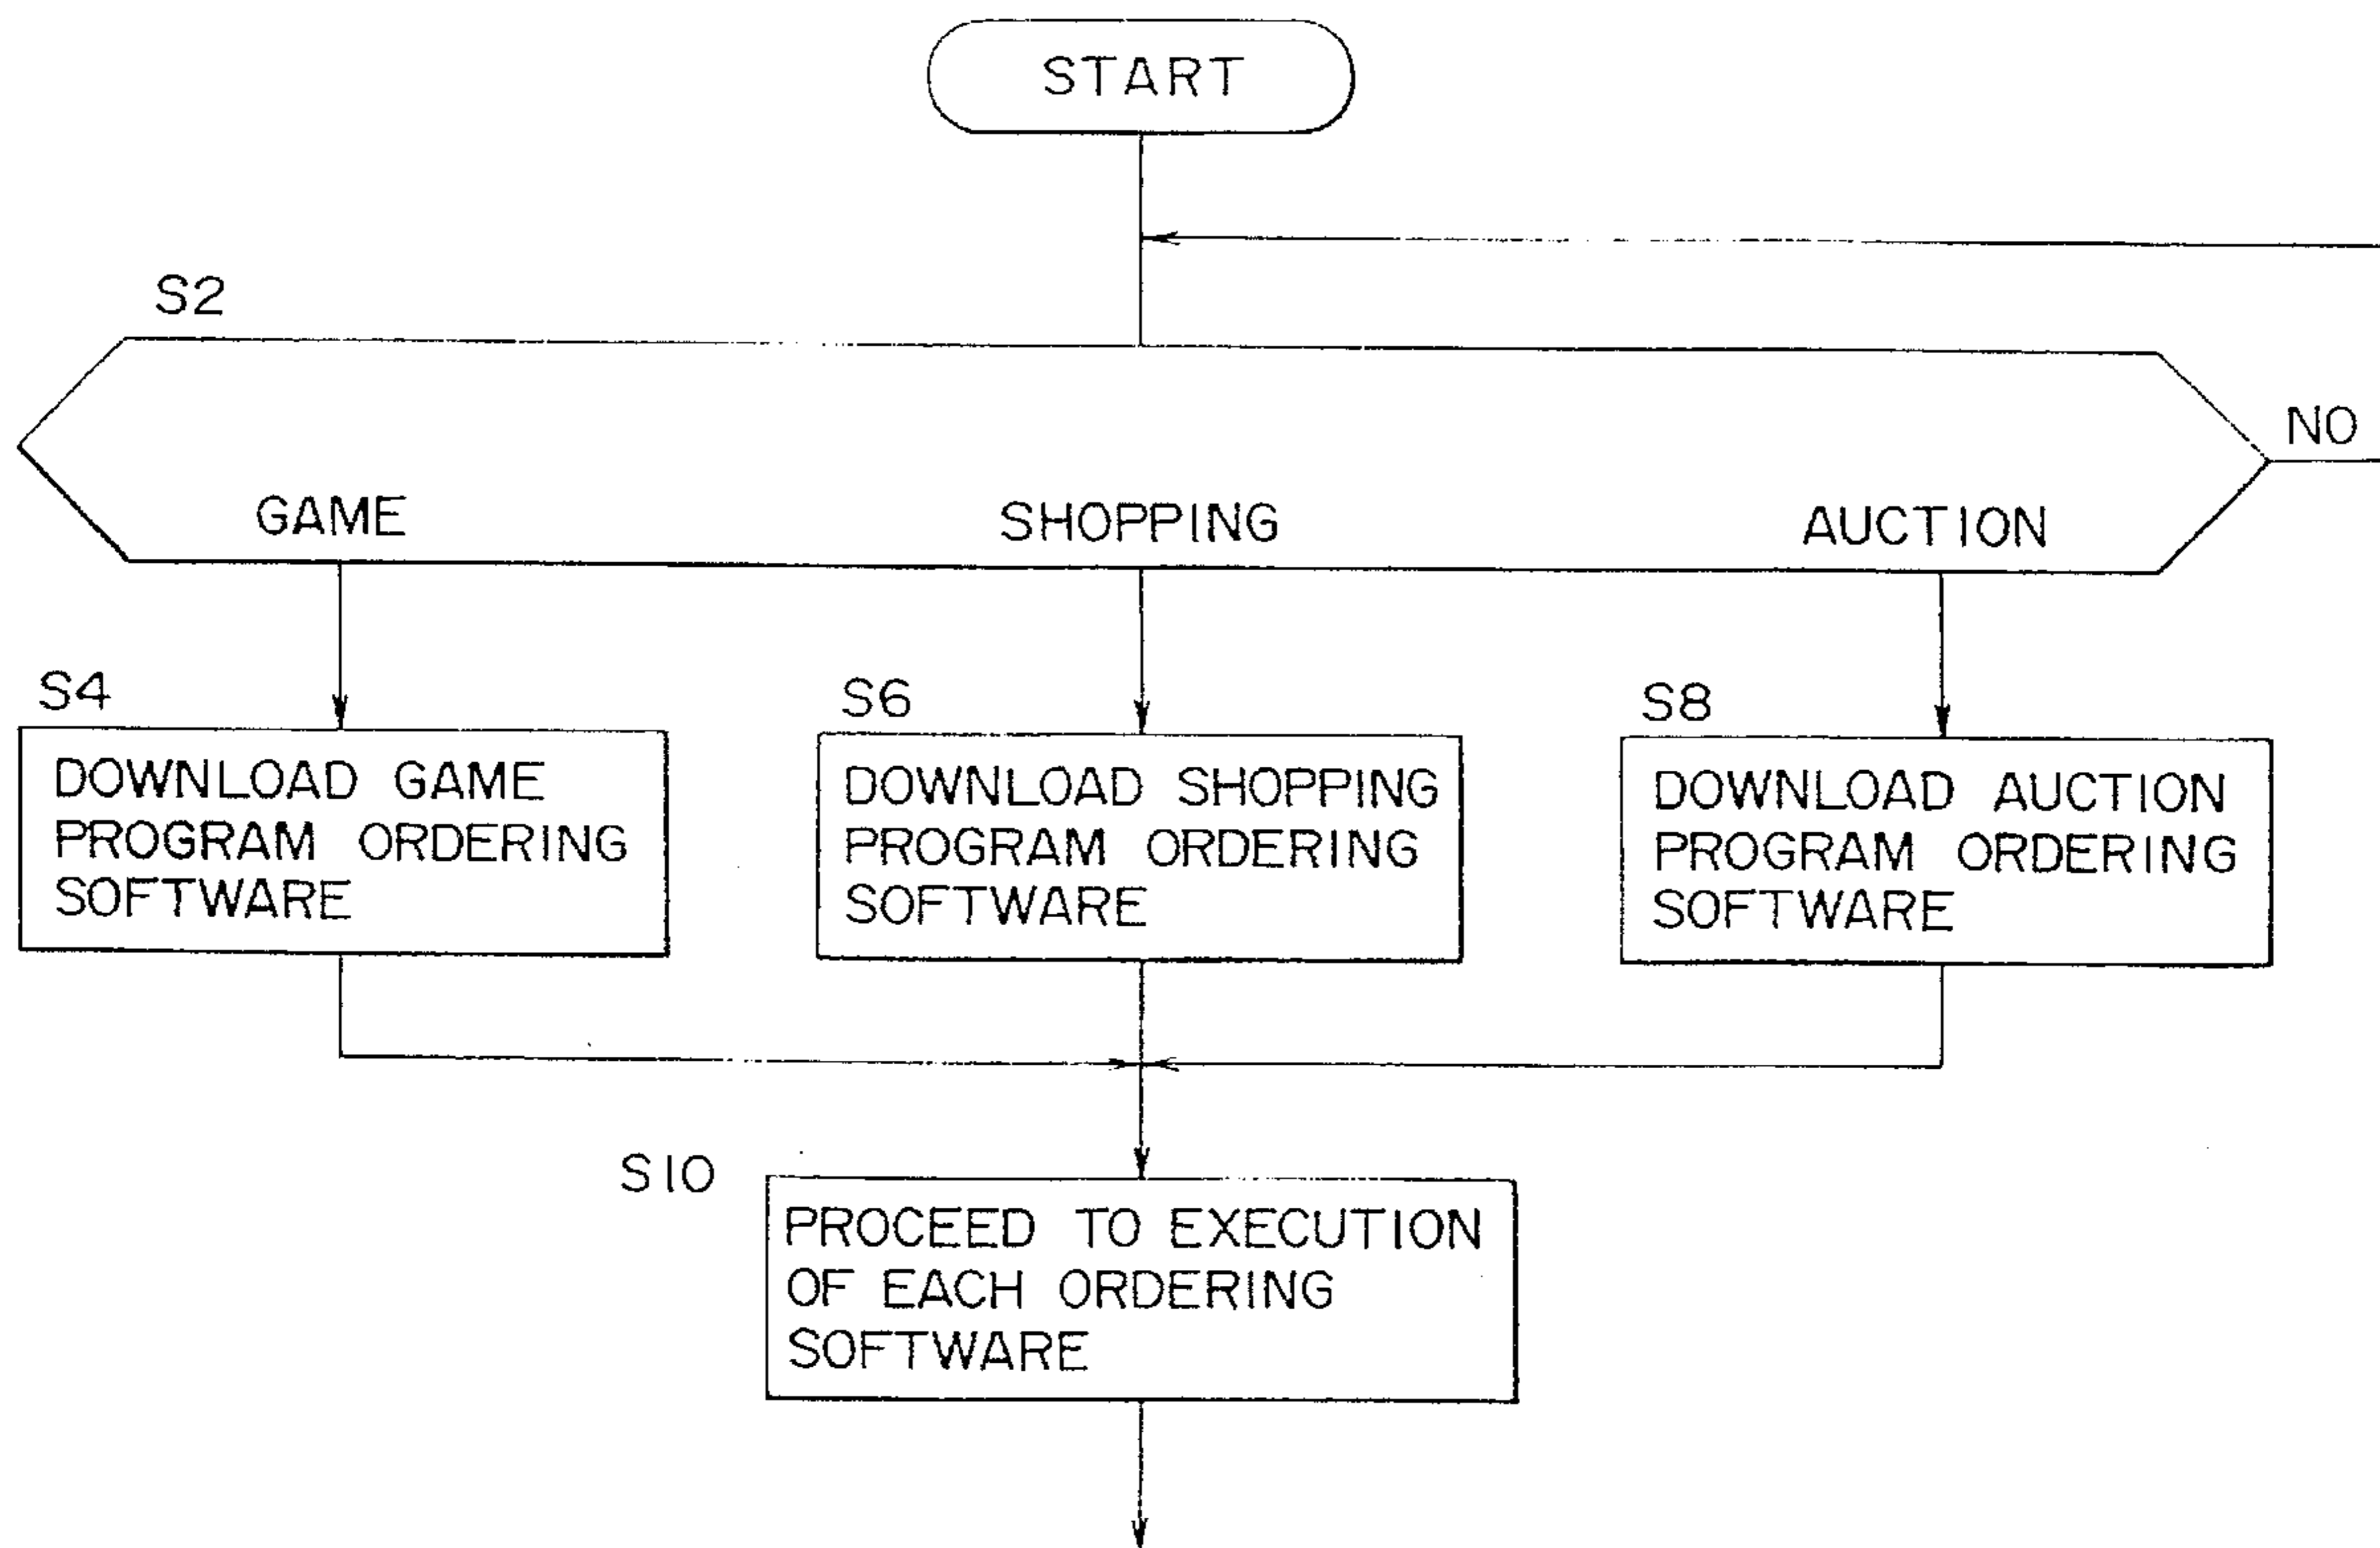 START
S2
NO
GAME
SHOPPING
AUCTION
S4
DOWNLOAD GAME
PROGRAM ORDERING
SOFTWARE
S6
DOWNLOAD SHOPPING
PROGRAM ORDERING
SOFTWARE
S8
DOWNLOAD AUCTION
PROGRAM ORDERING
SOFTWARE
S10
PROCEED TO EXECUTION
OF EACH ORDERING
SOFTWARE